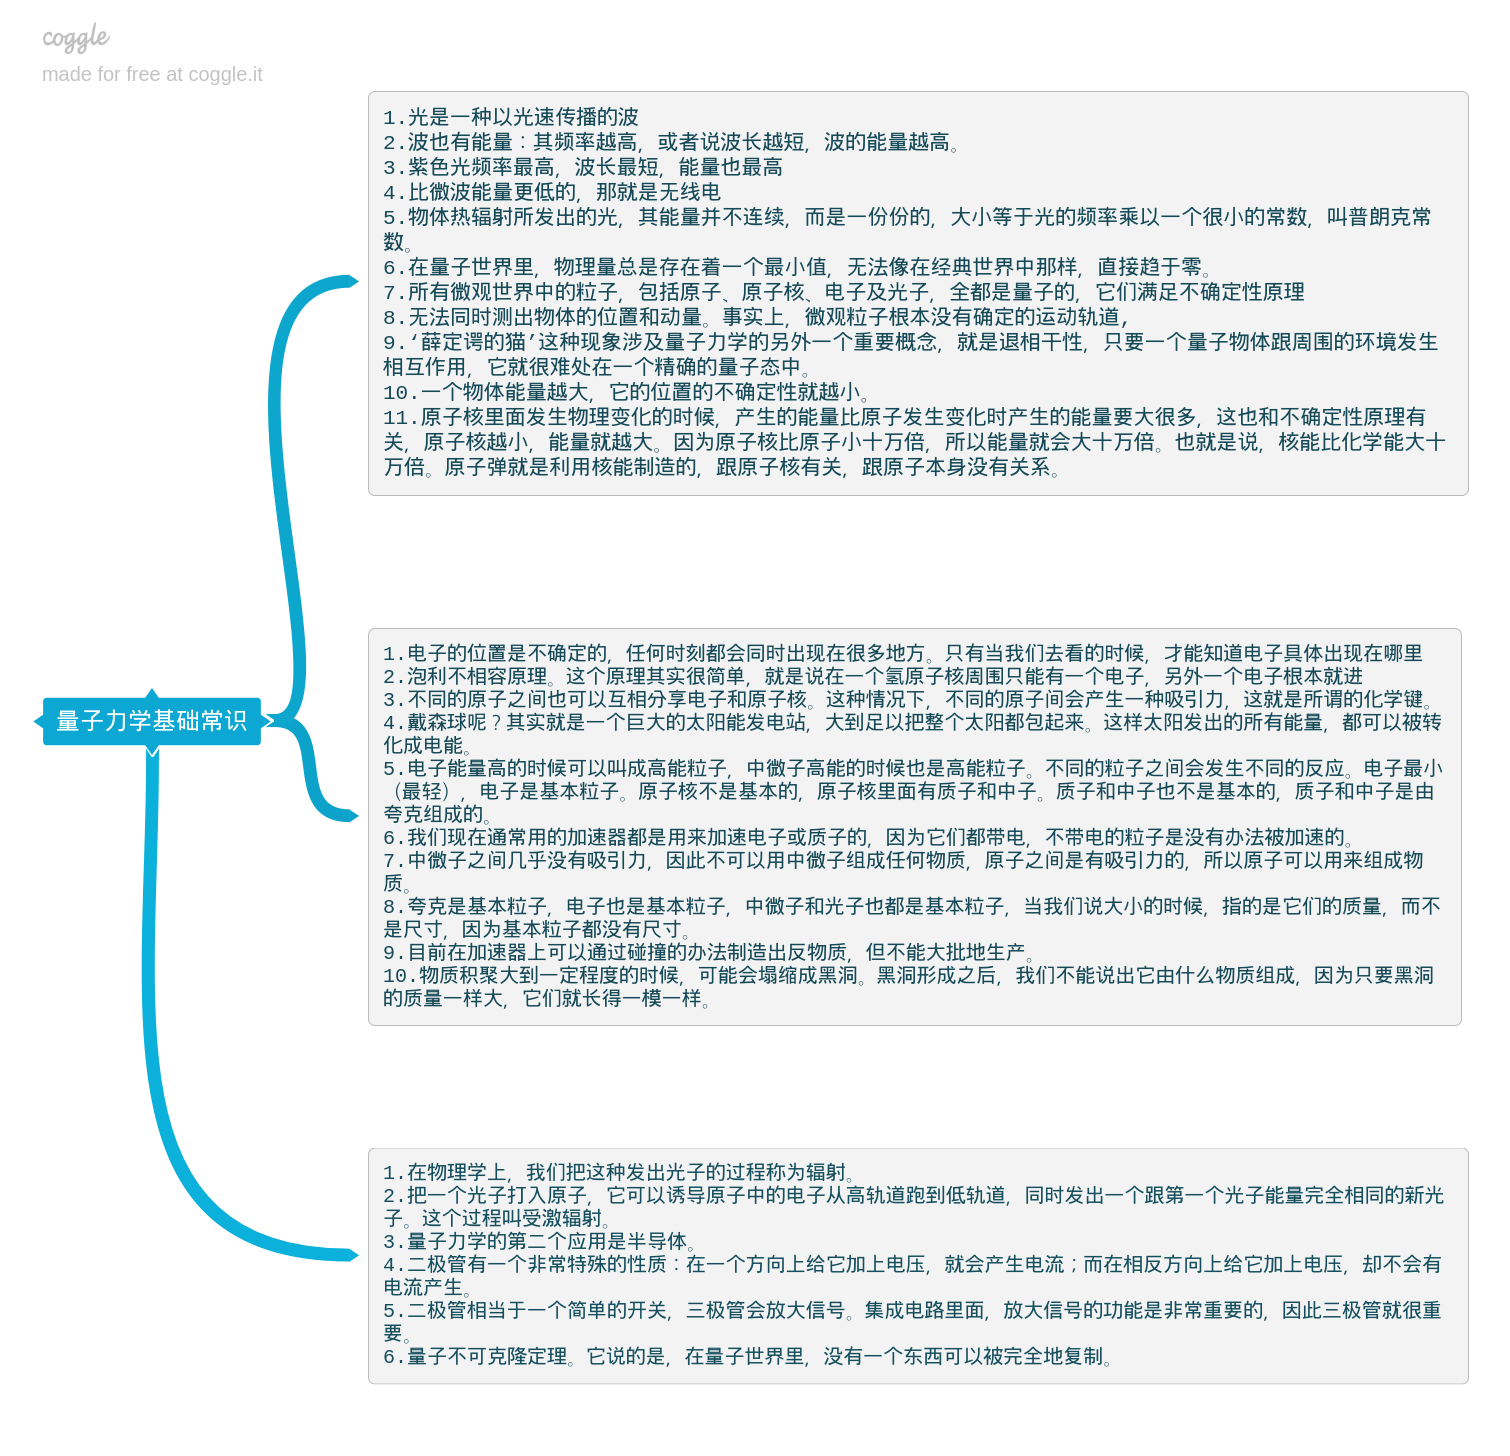 coggle
made for free at coggle.it
1.光是一种以光速传播的波
2.波也有能量：其频率越高，或者说波长越短，波的能量越高。
3.紫色光频率最高，波长最短，能量也最高
4.比微波能量更低的，那就是无线电
5.物体热辐射所发出的光，其能量并不连续，而是一份份的，大小等于光的频率乘以一个很小的常数，叫普朗克常
数。
6.在量子世界里，物理量总是存在着一个最小值，无法像在经典世界中那样，直接趋于零。
7.所有微观世界中的粒子，包括原子、原子核、电子及光子，全都是量子的，它们满足不确定性原理
8.无法同时测出物体的位置和动量。事实上，微观粒子根本没有确定的运动轨道,
9.‘薛定谔的猫’这种现象涉及量子力学的另外一个重要概念，就是退相干性，只要一个量子物体跟周围的环境发生
相互作用，它就很难处在一个精确的量子态中。
10.一个物体能量越大，它的位置的不确定性就越小。
11.原子核里面发生物理变化的时候，产生的能量比原子发生变化时产生的能量要大很多，这也和不确定性原理有
关，原子核越小，能量就越大。因为原子核比原子小十万倍，所以能量就会大十万倍。也就是说，核能比化学能大十
万倍。原子弹就是利用核能制造的，跟原子核有关，跟原子本身没有关系。
量子力学基础常识
1.电子的位置是不确定的，任何时刻都会同时出现在很多地方。只有当我们去看的时候，才能知道电子具体出现在哪里
2.泡利不相容原理。这个原理其实很简单，就是说在一个氢原子核周围只能有一个电子，另外一个电子根本就进
3.不同的原子之间也可以互相分享电子和原子核。这种情况下，不同的原子间会产生一种吸引力，这就是所谓的化学键。
4.戴森球呢？其实就是一个巨大的太阳能发电站，大到足以把整个太阳都包起来。这样太阳发出的所有能量，都可以被转
化成电能。
5.电子能量高的时候可以叫成高能粒子，中微子高能的时候也是高能粒子。不同的粒子之间会发生不同的反应。电子最小
（最轻），电子是基本粒子。原子核不是基本的，原子核里面有质子和中子。质子和中子也不是基本的，质子和中子是由
夸克组成的。
6.我们现在通常用的加速器都是用来加速电子或质子的，因为它们都带电，不带电的粒子是没有办法被加速的。
7.中微子之间几乎没有吸引力，因此不可以用中微子组成任何物质，原子之间是有吸引力的，所以原子可以用来组成物
质。
8.夸克是基本粒子，电子也是基本粒子，中微子和光子也都是基本粒子，当我们说大小的时候，指的是它们的质量，而不
是尺寸，因为基本粒子都没有尺寸。
9.目前在加速器上可以通过碰撞的办法制造出反物质，但不能大批地生产。
10.物质积聚大到一定程度的时候，可能会塌缩成黑洞。黑洞形成之后，我们不能说出它由什么物质组成，因为只要黑洞
的质量一样大，它们就长得一模一样。
1.在物理学上，我们把这种发出光子的过程称为辐射。
2.把一个光子打入原子，它可以诱导原子中的电子从高轨道跑到低轨道，同时发出一个跟第一个光子能量完全相同的新光
子。这个过程叫受激辐射。
3.量子力学的第二个应用是半导体。
4.二极管有一个非常特殊的性质：在一个方向上给它加上电压，就会产生电流；而在相反方向上给它加上电压，却不会有
电流产生。
5.二极管相当于一个简单的开关，三极管会放大信号。集成电路里面，放大信号的功能是非常重要的，因此三极管就很重
要。
6.量子不可克隆定理。它说的是，在量子世界里，没有一个东西可以被完全地复制。